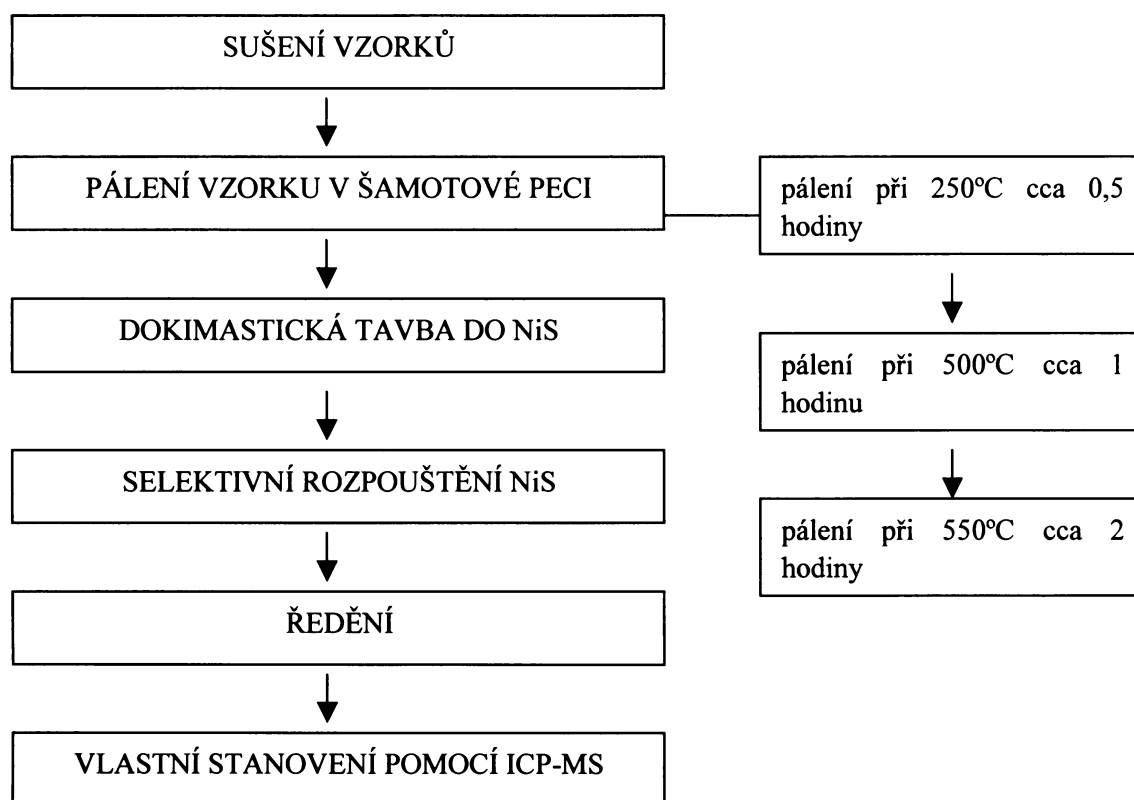 SUŠENÍ VZORKŮ
PÁLENÍ VZORKU V ŠAMOTOVÉ PECI
DOKIMASTICKÁ TAVBA DO NiS
SELEKTIVNÍ ROZPOUŠTĚNÍ NiS
ŘEDĚNÍ
VLASTNÍ STANOVENÍ POMOCÍ ICP-MS
pálení při 250ºC cca 0,5
hodiny
pálení při 500ºC cca 1
hodinu
pálení při 550ºC cca 2
hodiny